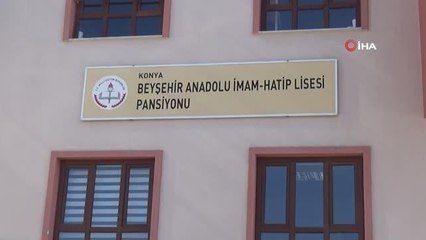 İHA
KONYA
BEYŞEHİR ANADOLU İMAM-HATİP LİSESİ
PANSİYONU